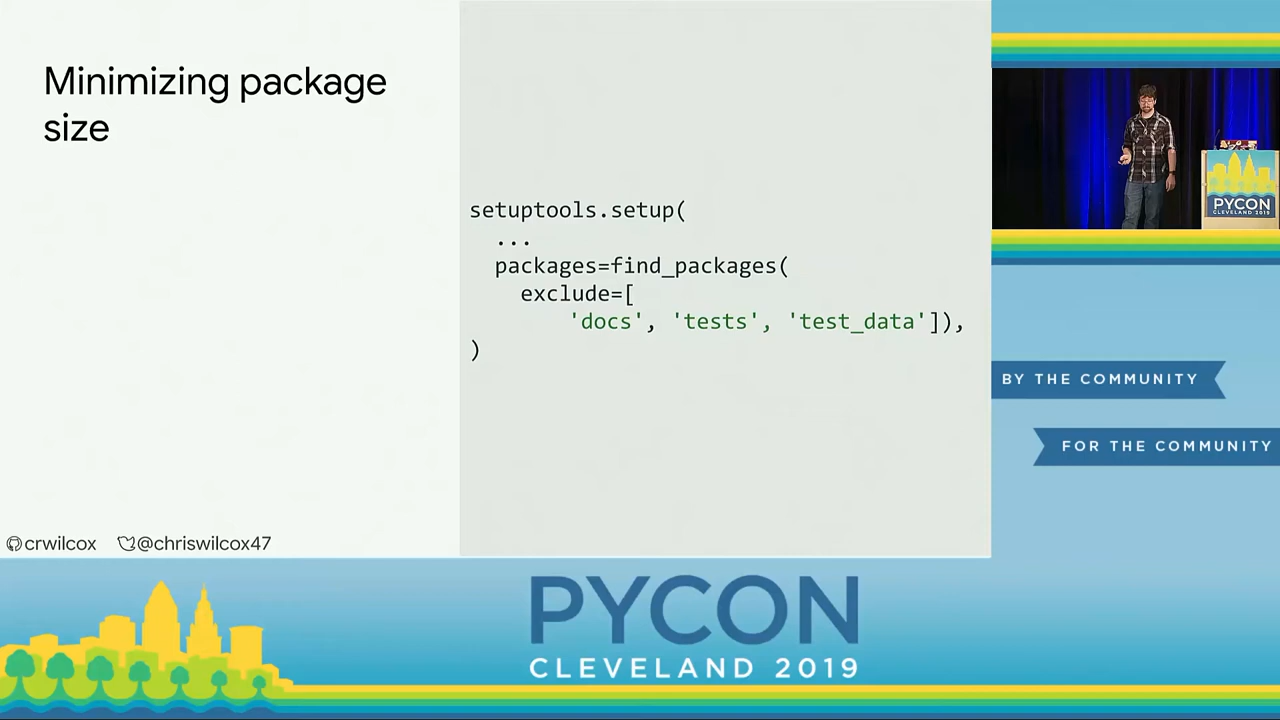 Minimizing package
size
setuptools.setup(
...
packages=find_packages(
exclude=[
'docs', 'tests', 'test_data']),
)
crwilcox @chriswilcox47
PYCON
CLEVELAND 2019
BY THE COMMUNITY
FOR THE COMMUNITY
PYCON
CLEVELAND 2019